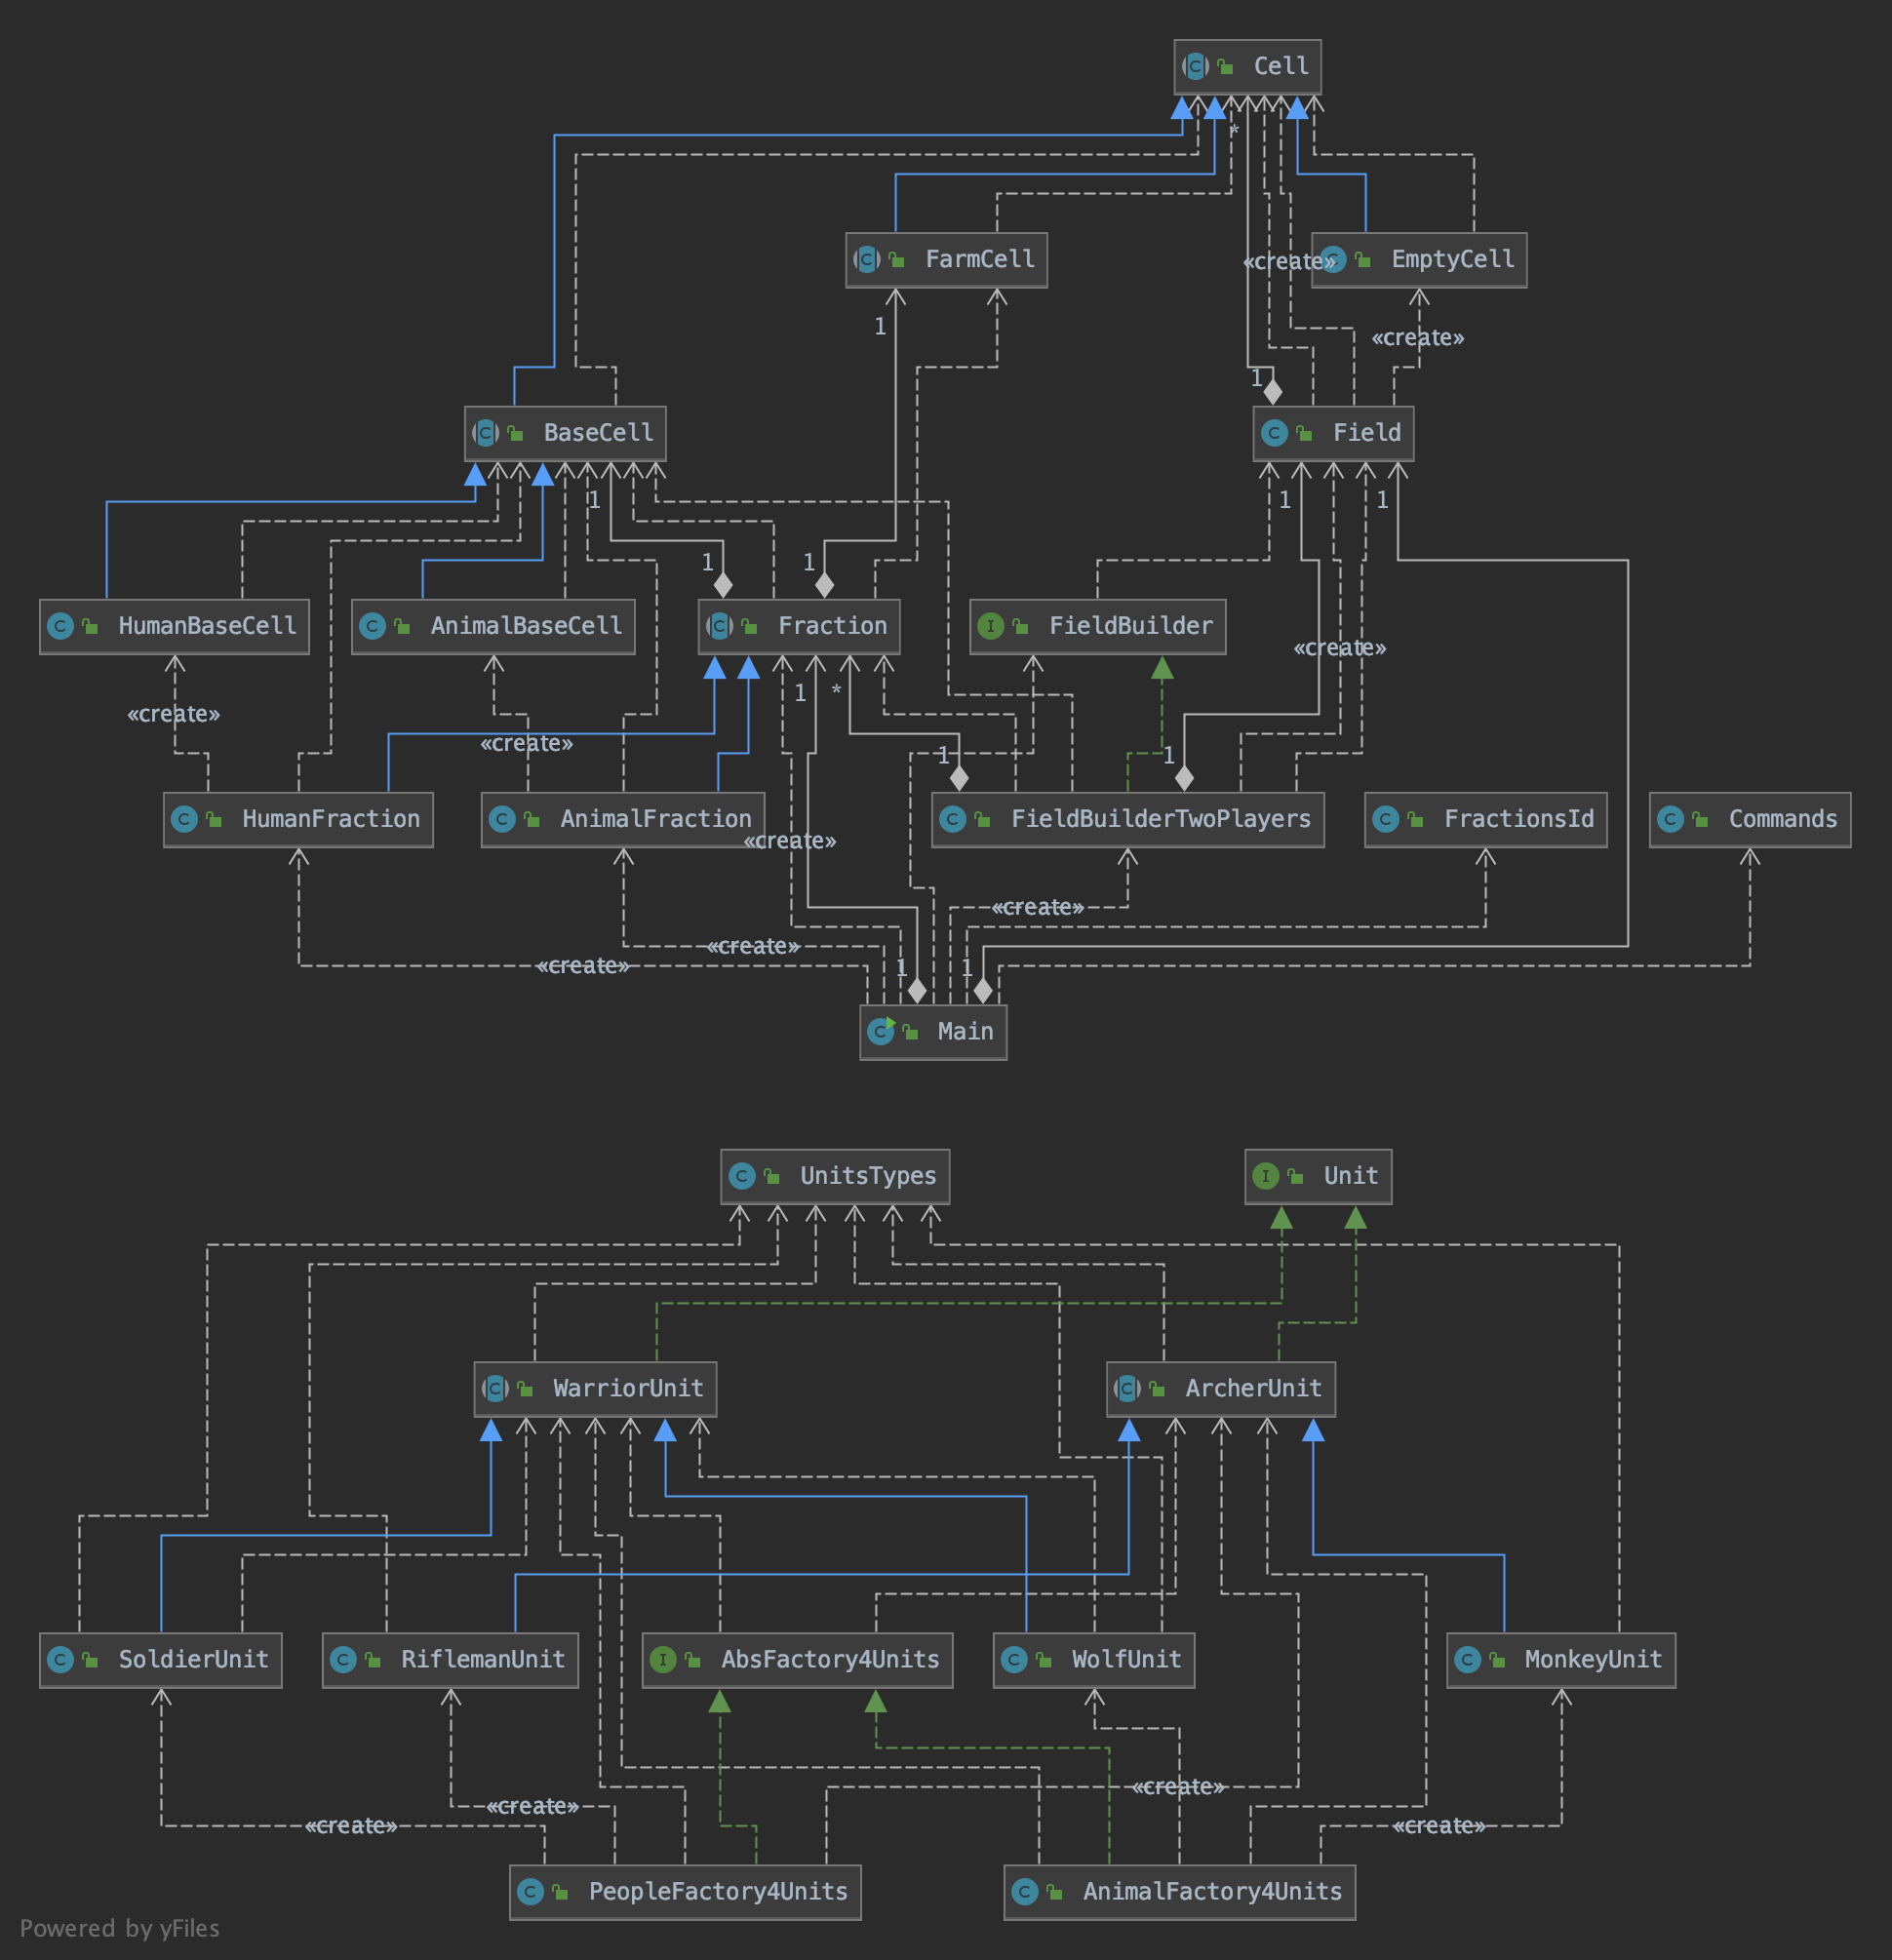 Cell
*
FarmCell
«create»
EmptyCell
1
«create»
1
BaseCell
Field
1
1
1
1
1
HumanBaseCell
AnimalBaseCell
Fraction
FieldBuilder
«create»
1
*
«create»
«create»
1
1
HumanFraction
AnimalFraction
FieldBuilderTwoPlayers
FractionsId
Commands
«create»
«create»
«create»
«create»
1
1
Main
UnitsTypes
Unit
WarriorUnit
ArcherUnit
SoldierUnit
RiflemanUnit
AbsFactory4Units
WolfUnit
MonkeyUnit
«create»
«create»
«create»
«create»
PeopleFactory4Units
AnimalFactory4Units
Powered by yFiles